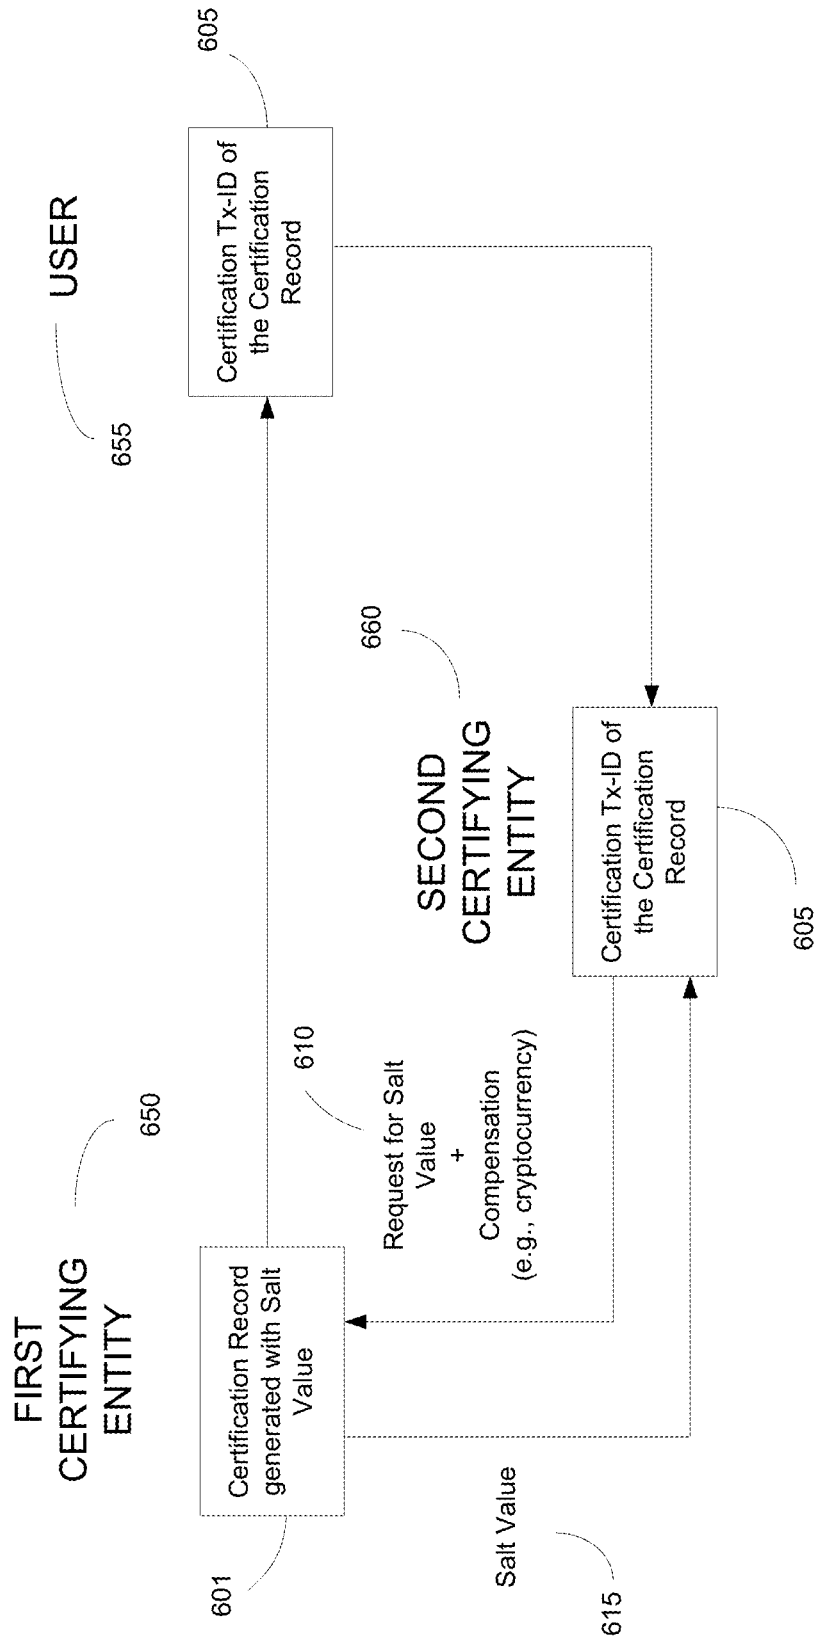 FIRST
CERTIFYING
ENTITY
650
601
Certification Record
generated with Salt
Value
USER
655
605
Certification Tx-ID of
the Certification
Record
610
Request for Salt
Value
+
Compensation
(e.g., cryptocurrency)
SECOND
CERTIFYING
ENTITY
660
Certification Tx-ID of
the Certification
Record
605
Salt Value
615